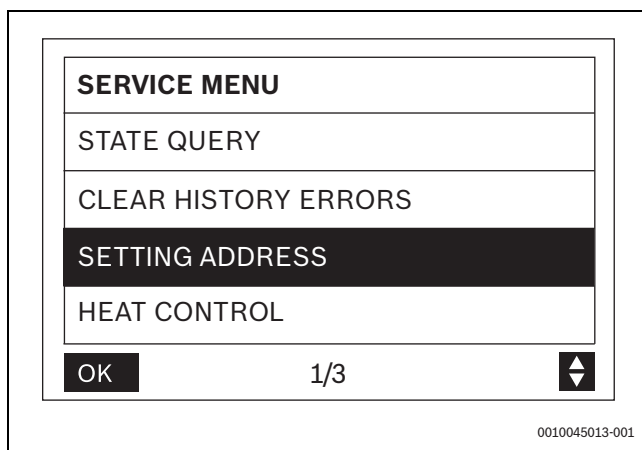 SERVICE MENU
STATE QUERY
CLEAR HISTORY ERRORS
SETTING ADDRESS
HEAT CONTROL
OK 1/3
0010045013-001